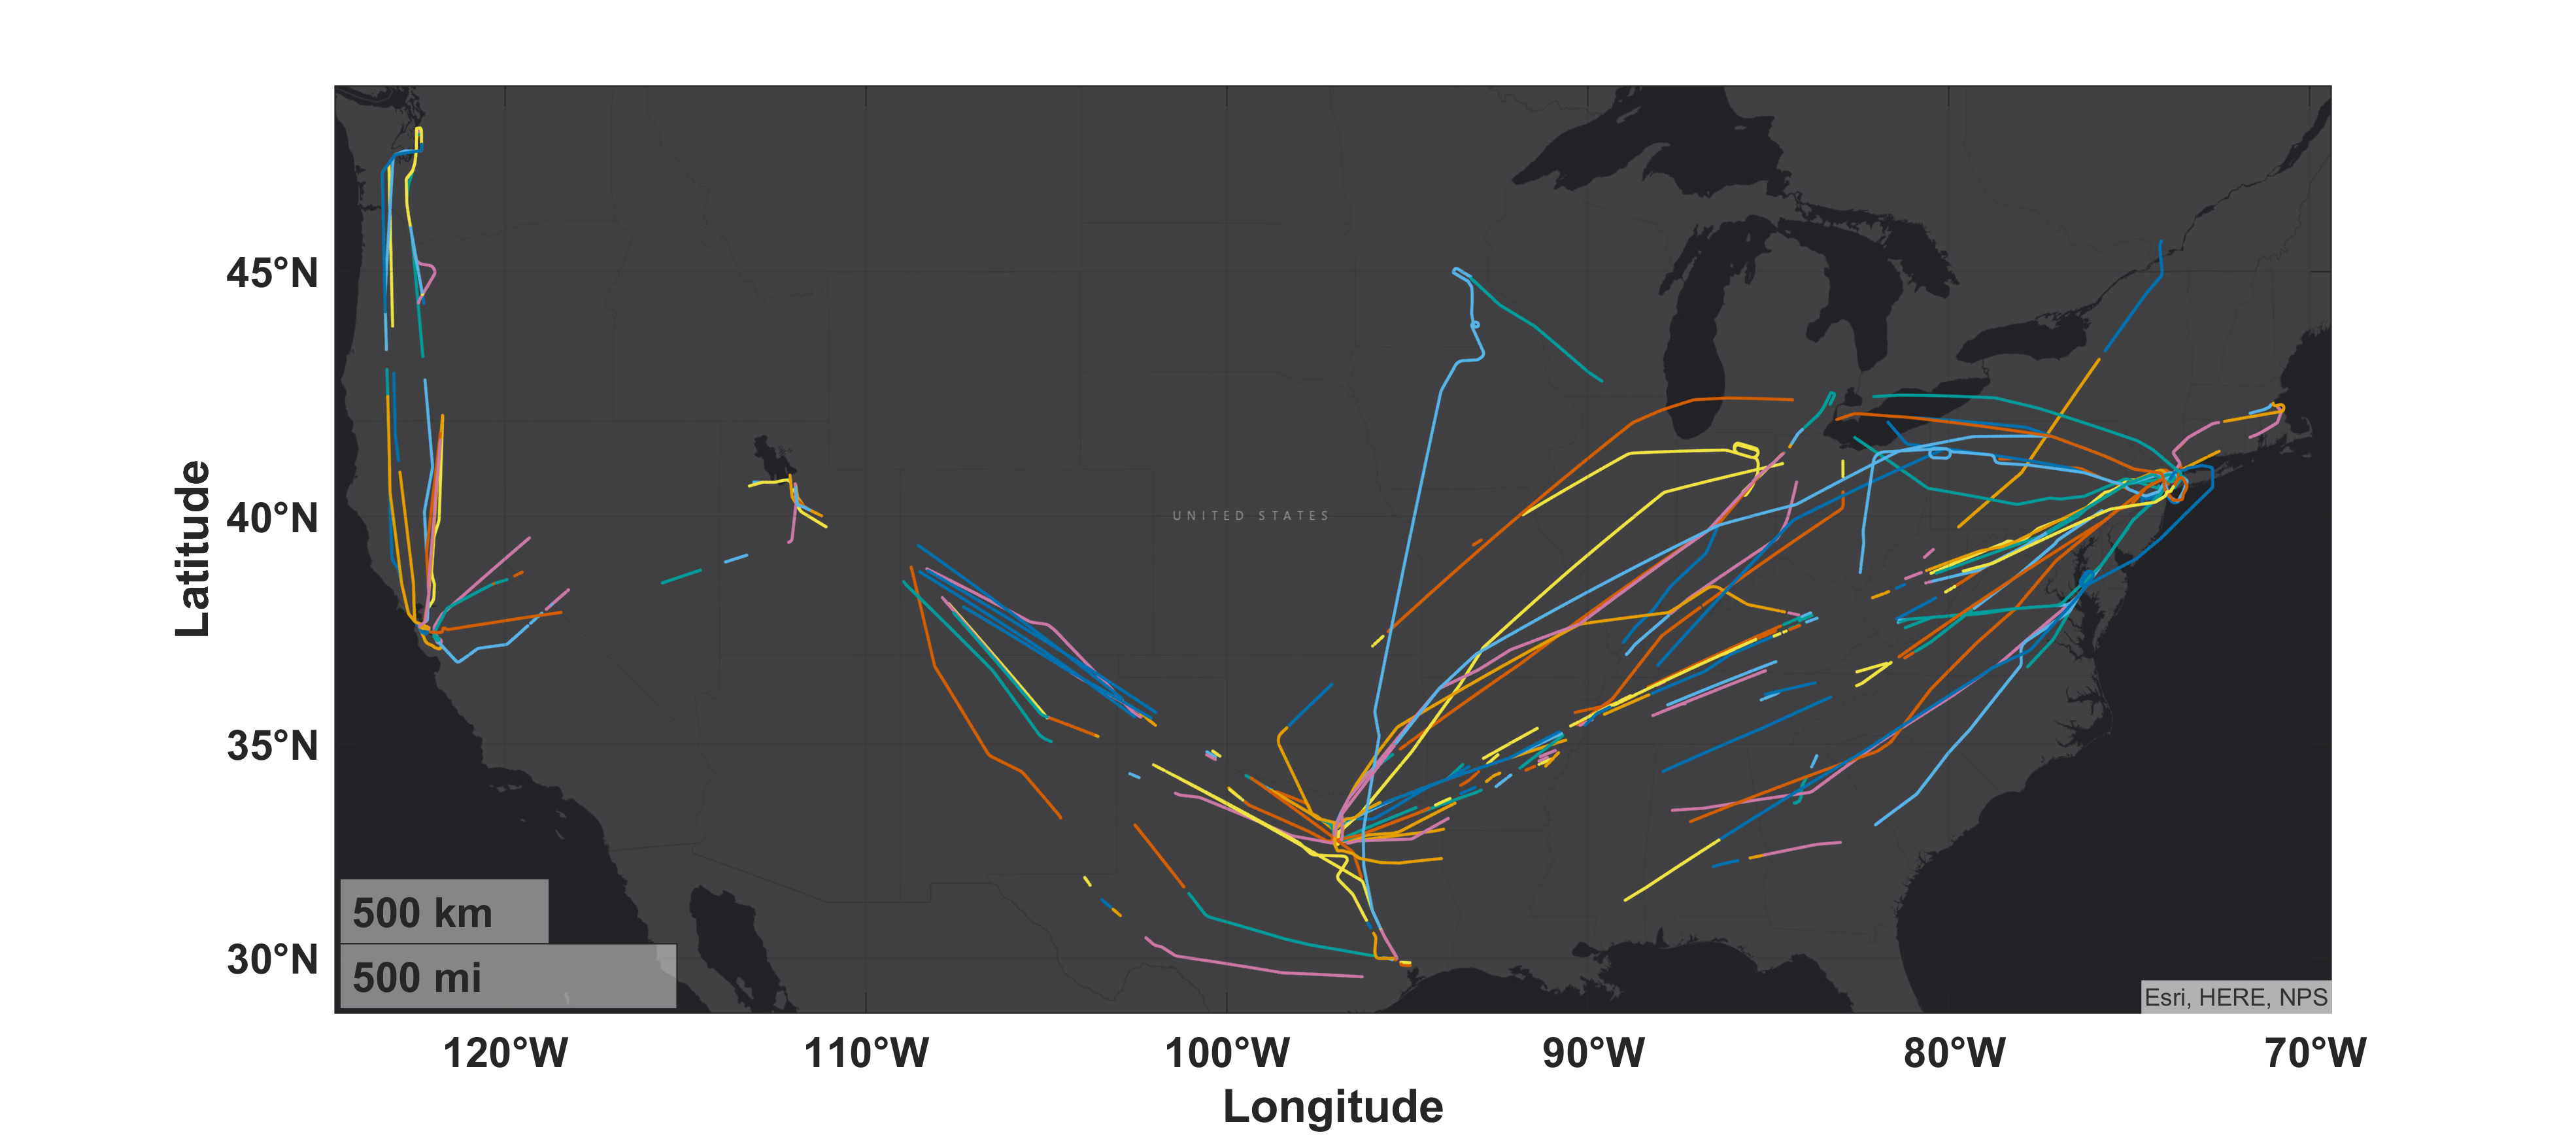 45°N
40°N
35°N
30°N
Latitude
UNITED STATES
500 km
500 mi
Esri, HERE, NPS
120°W
110°W
100°W
90°W
80°W
70°W
Longitude